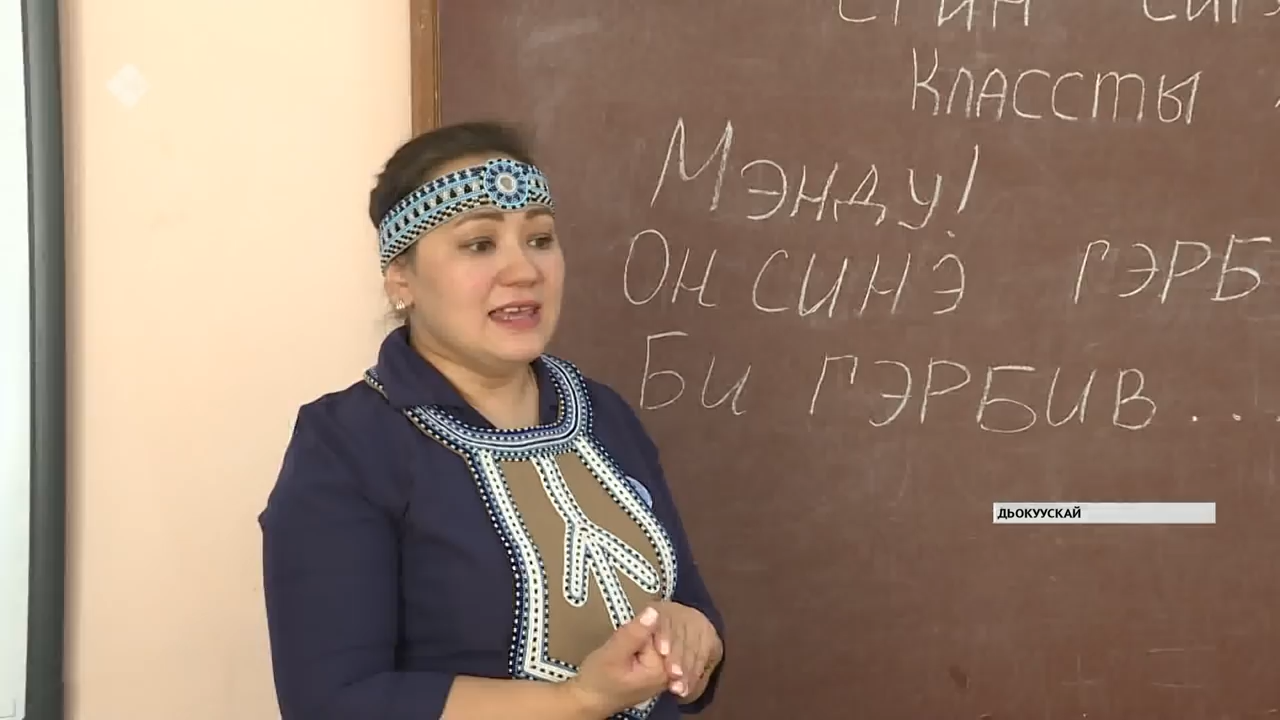 Классты
Мэнду!
Он синэ гэрб
Би гэрбив...
ДЬОКУУСКАЙ